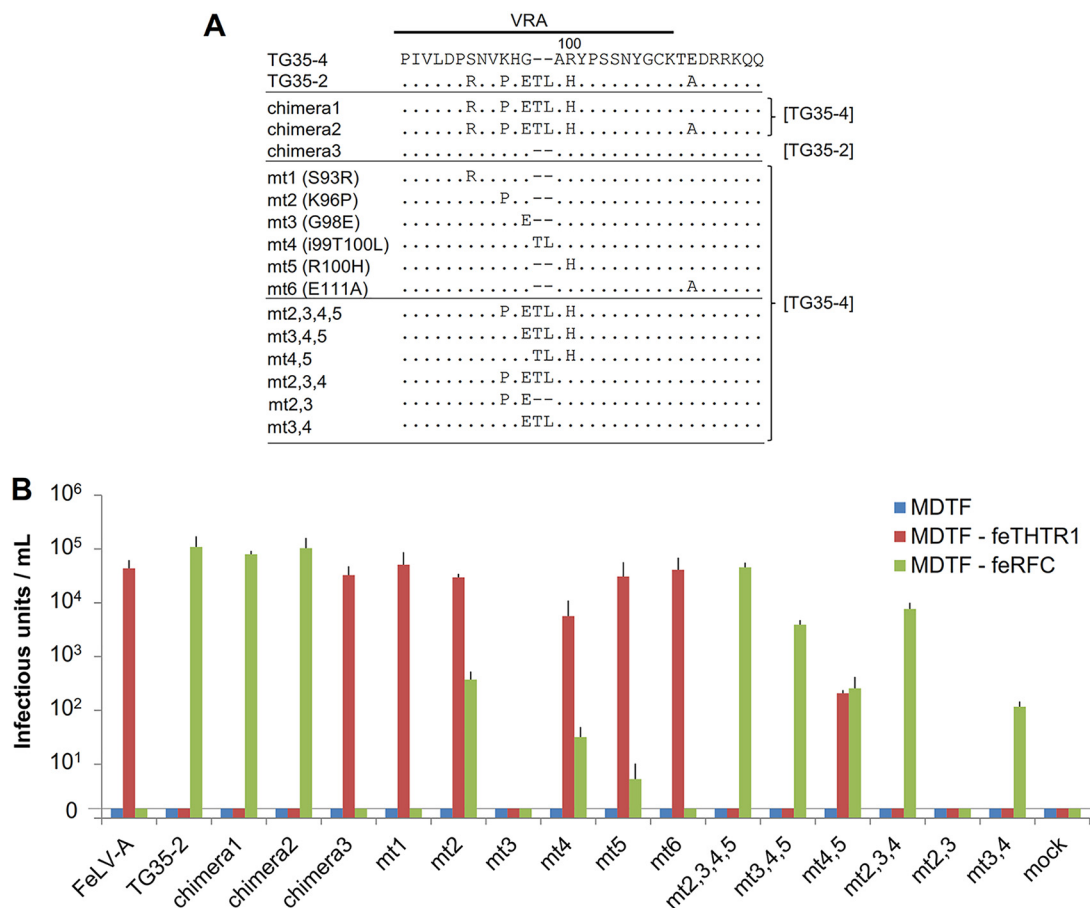 A
VRA
100
TG35-4 PIVLDPSNVKHG--ARYPSSNYGCKTEDRRKQQ
TG35-2 ......R..P.ETL.H..........A......
chimera1 ......R..P.ETL.H.................
chimera2 ......R..P.ETL.H..........A......
[TG35-4]
chimera3 ............--................... [TG35-2]
mt1 (S93R) ......R.....--...................
mt2 (K96P) .........P..--...................
mt3 (G98E) ...........E--...................
mt4 (i99T100L) ............TL...................
mt5 (R100H) ............--.H.................
mt6 (E111A) ............--............A......
[TG35-4]
mt2,3,4,5 .........P.ETL.H.................
mt3,4,5 ...........ETL.H.................
mt4,5 ............TL.H.................
mt2,3,4 .........P.ETL...................
mt2,3 .........P.E--...................
mt3,4 ...........ETL...................
B
Infectious units / mL
10⁶
10⁵
10⁴
10³
10²
10¹
0
MDTF
MDTF - feTHTR1
MDTF - feRFC
FeLV-A
TG35-2
chimera1
chimera2
chimera3
mt1
mt2
mt3
mt4
mt5
mt6
mt2,3,4,5
mt3,4,5
mt4,5
mt2,3,4
mt2,3
mt3,4
mock